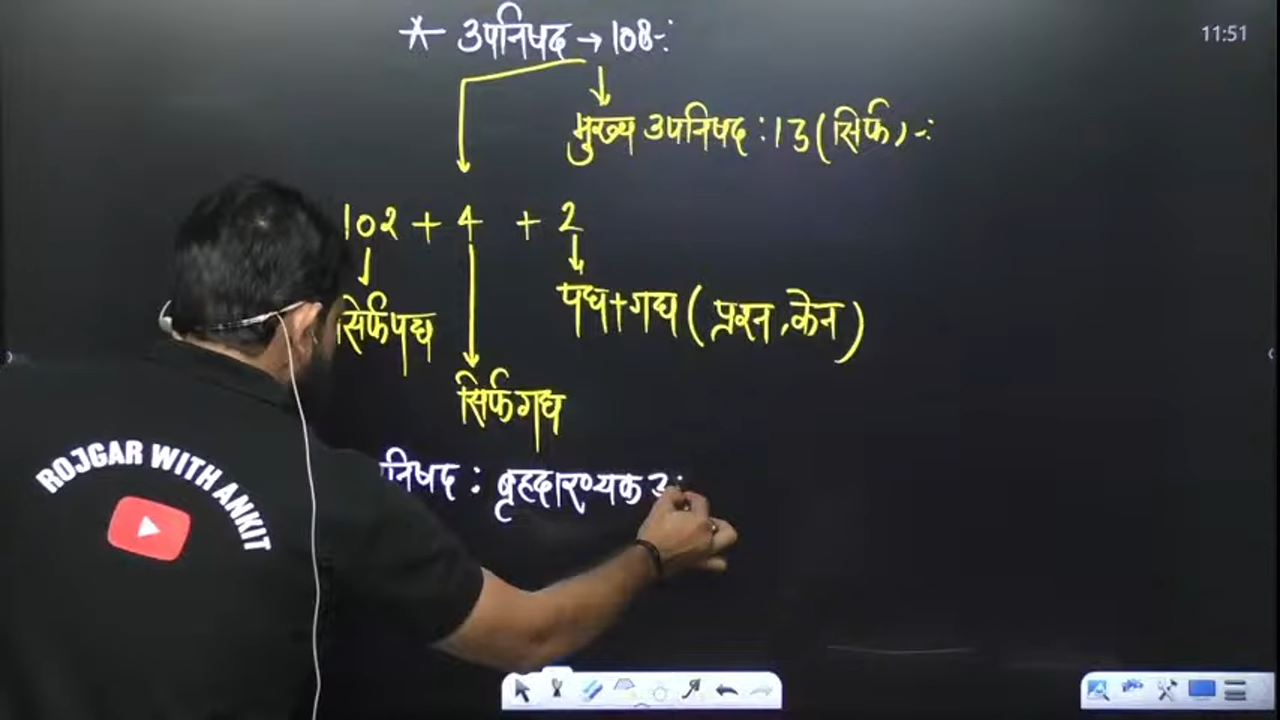 * उपनिषद → 108-:
11:51
मुख्य उपनिषद : 13 (सिर्फ) -:
102 + 4 + 2
पद्य+गद्य ( प्रश्न , केन )
सिर्फ पद्य
सिर्फ गद्य
निषद : बृहदारण्यक उ:
ROJGAR WITH ANKIT